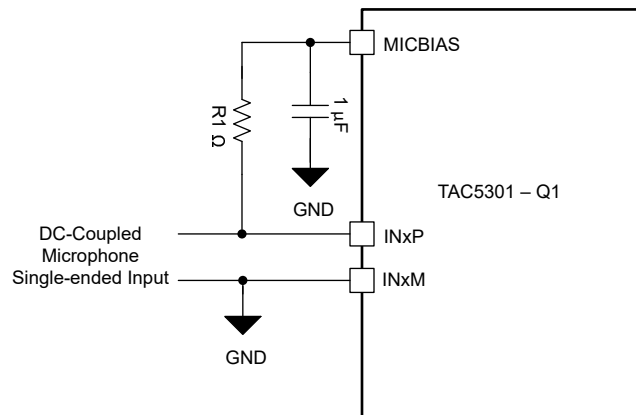 MICBIAS
R1 Ω
1 µF
GND
TAC5301 – Q1
DC-Coupled
Microphone
Single-ended Input
INxP
INxM
GND